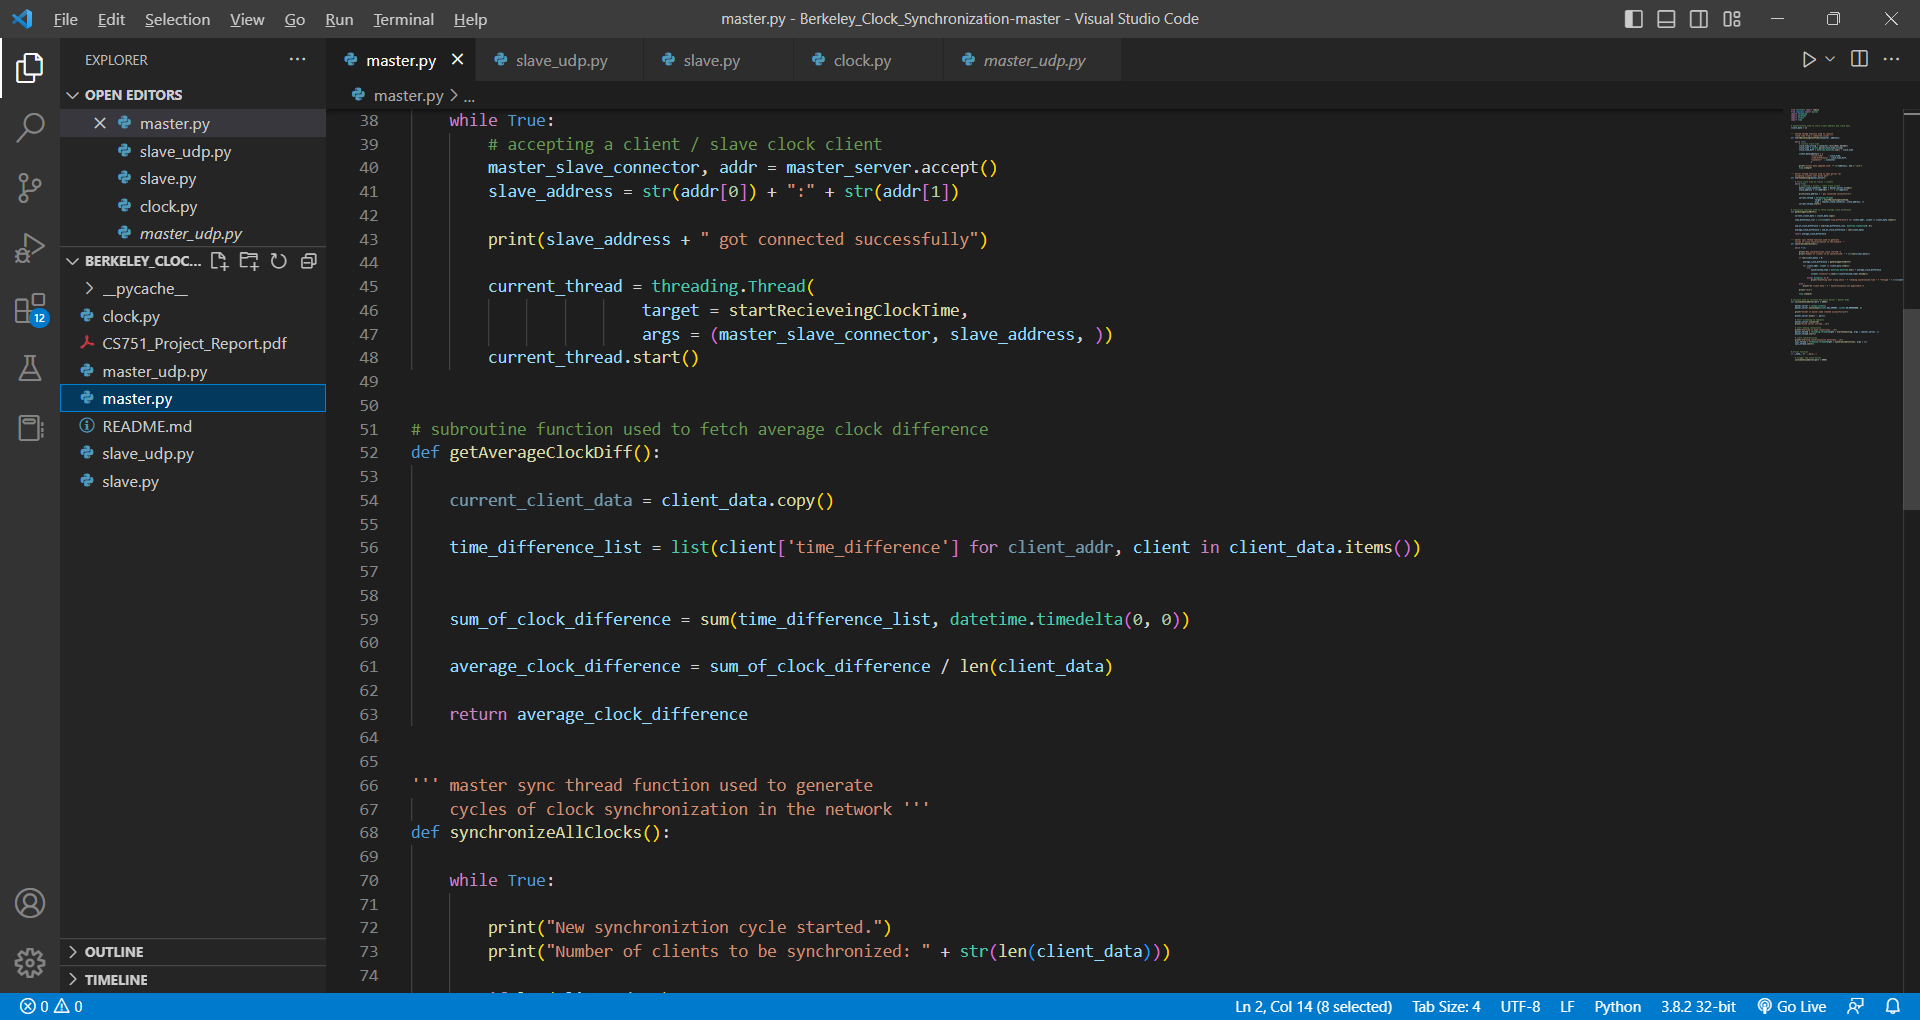 File Edit Selection View Go Run Terminal Help
master.py - Berkeley_Clock_Synchronization-master - Visual Studio Code
EXPLORER
OPEN EDITORS
master.py
slave_udp.py
slave.py
clock.py
master_udp.py
BERKELEY_CLOC...
__pycache__
clock.py
CS751_Project_Report.pdf
master_udp.py
master.py
README.md
slave_udp.py
slave.py
OUTLINE
TIMELINE
12
master.py slave_udp.py slave.py clock.py master_udp.py
master.py > ...
38 while True:
39 # accepting a client / slave clock client
40 master_slave_connector, addr = master_server.accept()
41 slave_address = str(addr[0]) + ":" + str(addr[1])
42
43 print(slave_address + " got connected successfully")
44
45 current_thread = threading.Thread(
46 target = startRecieveingClockTime,
47 args = (master_slave_connector, slave_address, ))
48 current_thread.start()
49
50
51 # subroutine function used to fetch average clock difference
52 def getAverageClockDiff():
53
54 current_client_data = client_data.copy()
55
56 time_difference_list = list(client['time_difference'] for client_addr, client in client_data.items())
57
58
59 sum_of_clock_difference = sum(time_difference_list, datetime.timedelta(0, 0))
60
61 average_clock_difference = sum_of_clock_difference / len(client_data)
62
63 return average_clock_difference
64
65
66 ''' master sync thread function used to generate
67 cycles of clock synchronization in the network '''
68 def synchronizeAllClocks():
69
70 while True:
71
72 print("New synchroniztion cycle started.")
73 print("Number of clients to be synchronized: " + str(len(client_data)))
74
0 0
Ln 2, Col 14 (8 selected) Tab Size: 4 UTF-8 LF Python 3.8.2 32-bit Go Live